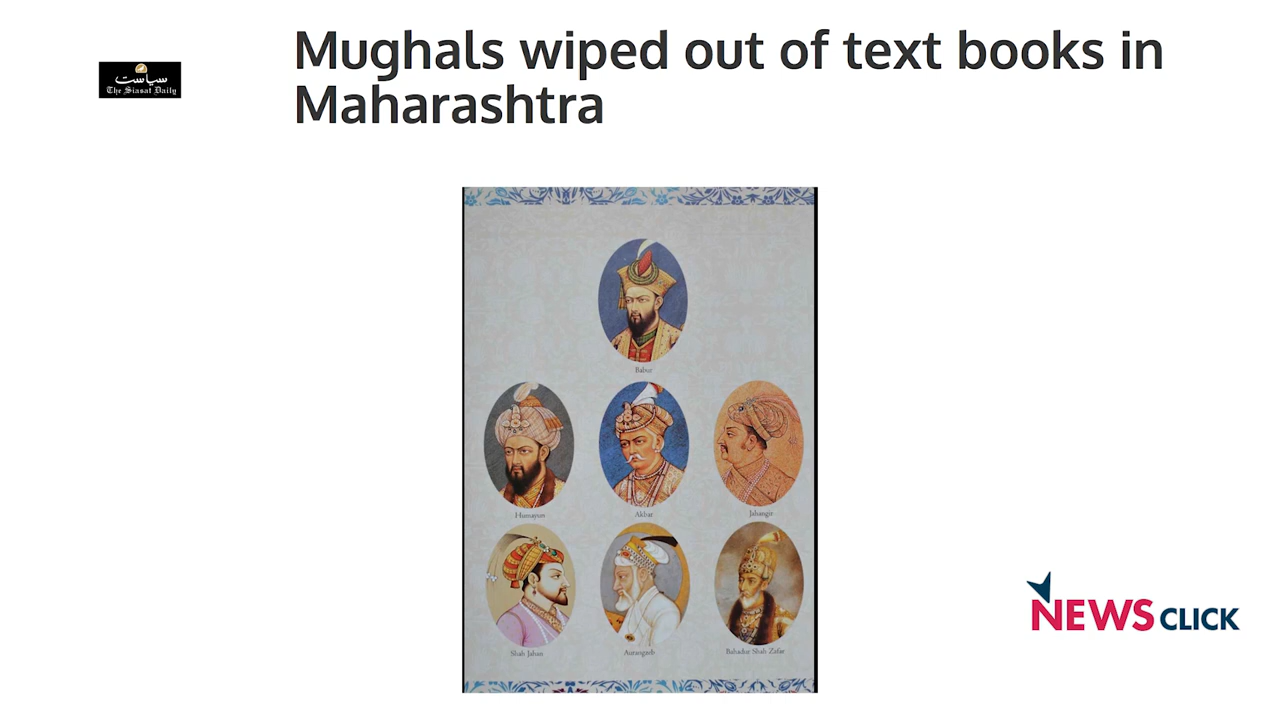 Mughals wiped out of text books in
Maharashtra
سیاست
The Siasat Daily
Babur
Humayun
Akbar
Jahangir
Shah Jahan
Aurangzeb
Bahadur Shah Zafar
NEWS CLICK